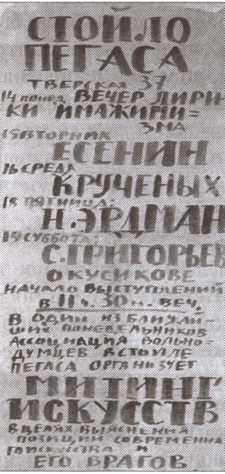 СТОЙЛО
ПЕГАСА
ТВЕРСКАЯ 37
14 понед ВЕЧЕР ЛИРИ-
КИ ИМАЖИНИ=
ЗМА
15 ВТОРНИК
ЕСЕНИН
16 СРЕДА
КРУЧЕНЫХ
18 ПЯТНИЦА:
Н. ЭРДМАН
19 СУББОТА:
С. ГРИГОРЬЕВ
О КУСИКОВЕ
НАЧАЛО ВЫСТУПЛЕНИЙ
В 11 ч. 30 м. ВЕЧ.
В ОДИН ИЗ БЛИЖАЙ-
ШИХ ПОНЕДЕЛЬНИКОВ
АССОЦИАЦИЯ ВОЛЬНО-
ДУМЦЕВ В СТОЙЛЕ
ПЕГАСА ОРГАНИЗУЕТ
МИТИНГ
ИСКУССТВ
В ЦЕЛЯХ ВЫЯСНЕНИЯ
ПОЗИЦИИ СОВРЕМЕННА
ИСКУССТВА И
ЕГО ВРАГОВ